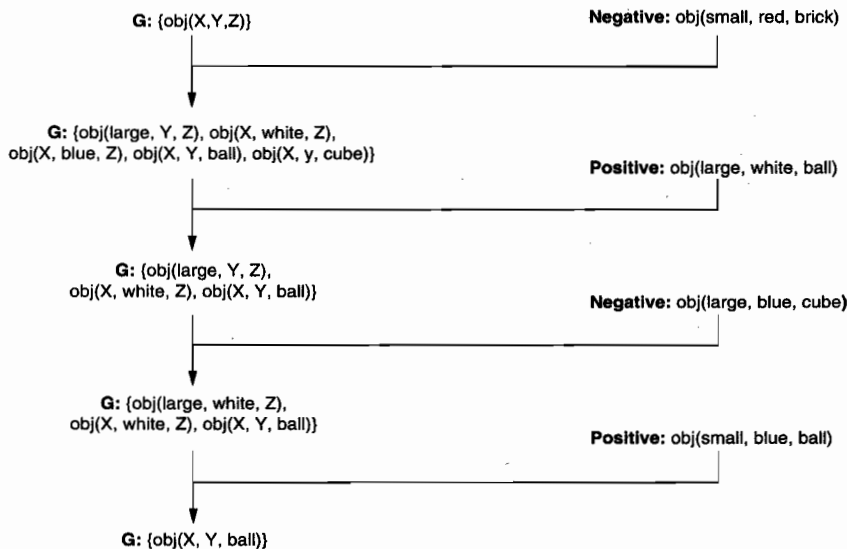 G: {obj(X,Y,Z)}
Negative: obj(small, red, brick)
G: {obj(large, Y, Z), obj(X, white, Z),
obj(X, blue, Z), obj(X, Y, ball), obj(X, y, cube)}
Positive: obj(large, white, ball)
G: {obj(large, Y, Z),
obj(X, white, Z), obj(X, Y, ball)}
Negative: obj(large, blue, cube)
G: {obj(large, white, Z),
obj(X, white, Z), obj(X, Y, ball)}
Positive: obj(small, blue, ball)
G: {obj(X, Y, ball)}